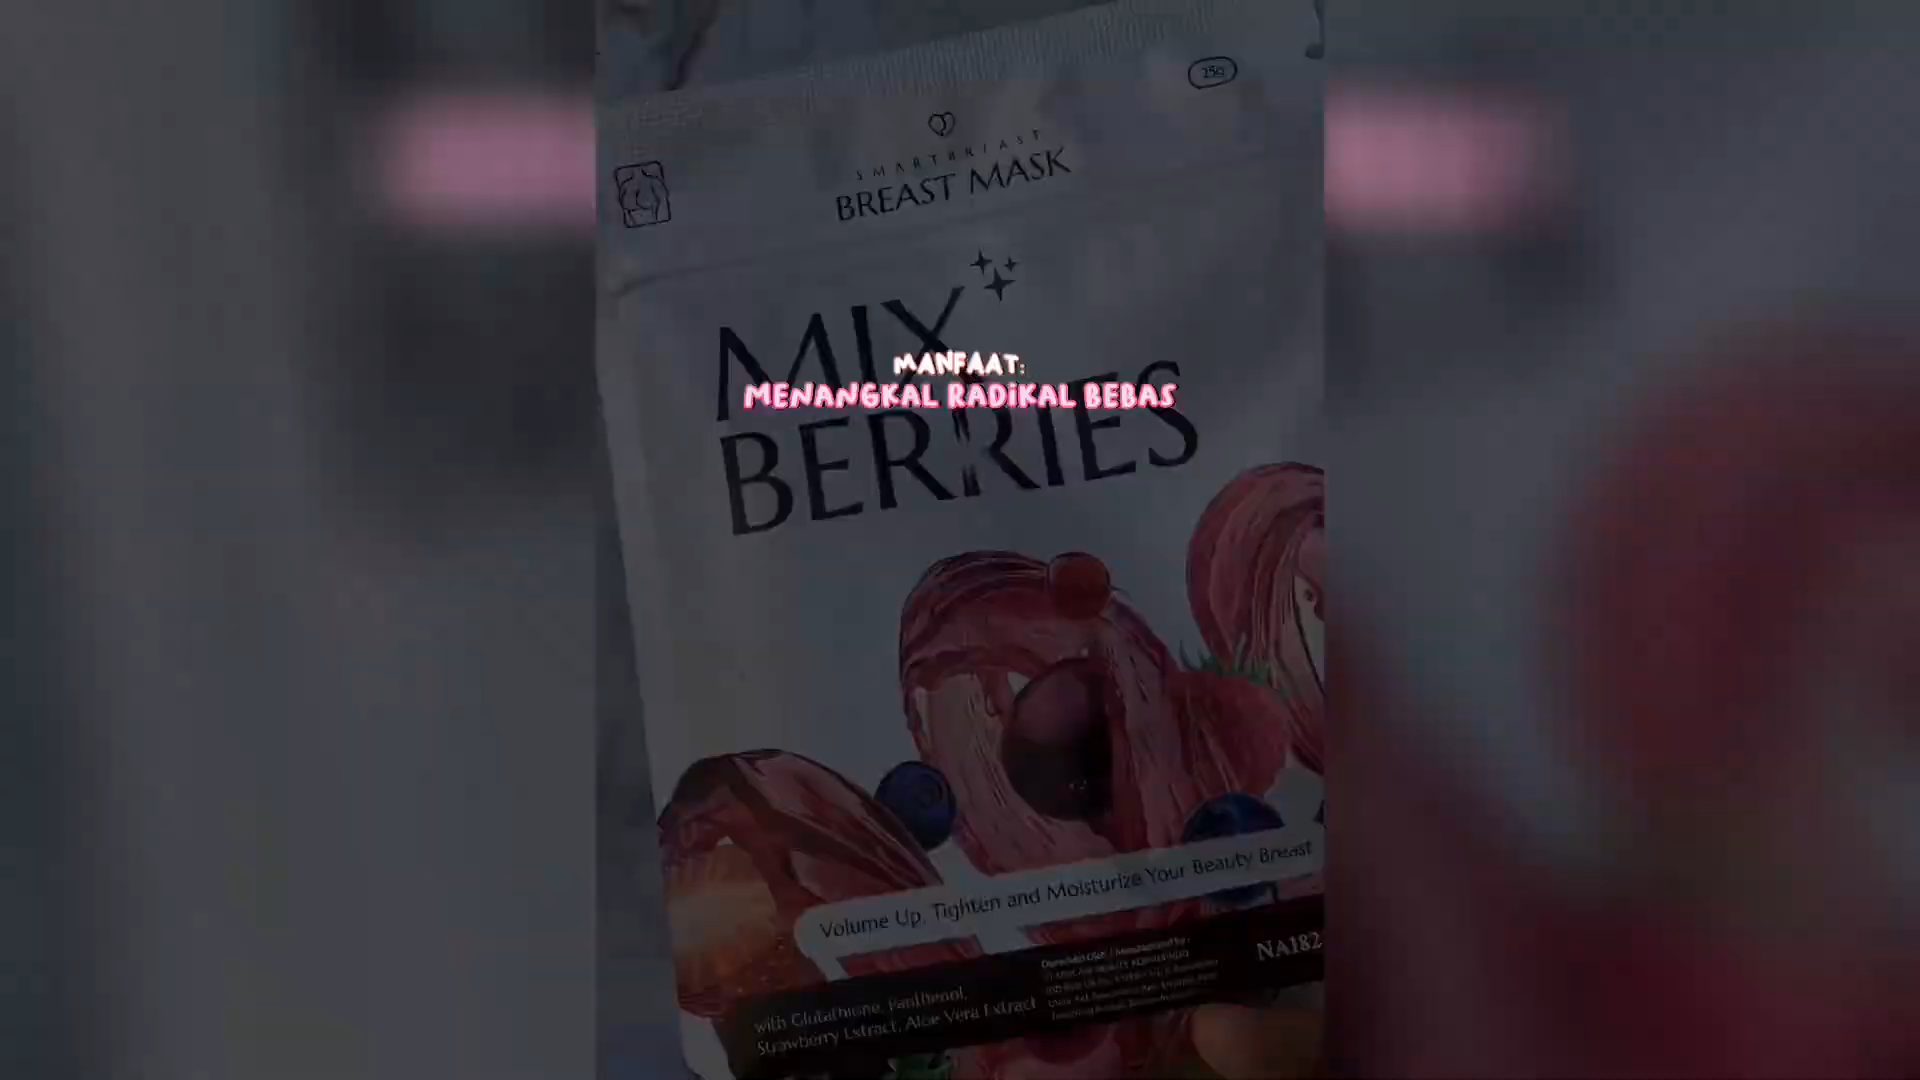 25g
SMARTBREAST
BREAST MASK
MIX
MANFAAT:
MENANGKAL RADIKAL BEBAS
BERRIES
Volume Up, Tighten and Moisturize Your Beauty Breast
NA182
with Glutathione, Panthenol,
Strawberry Extract, Aloe Vera Extract